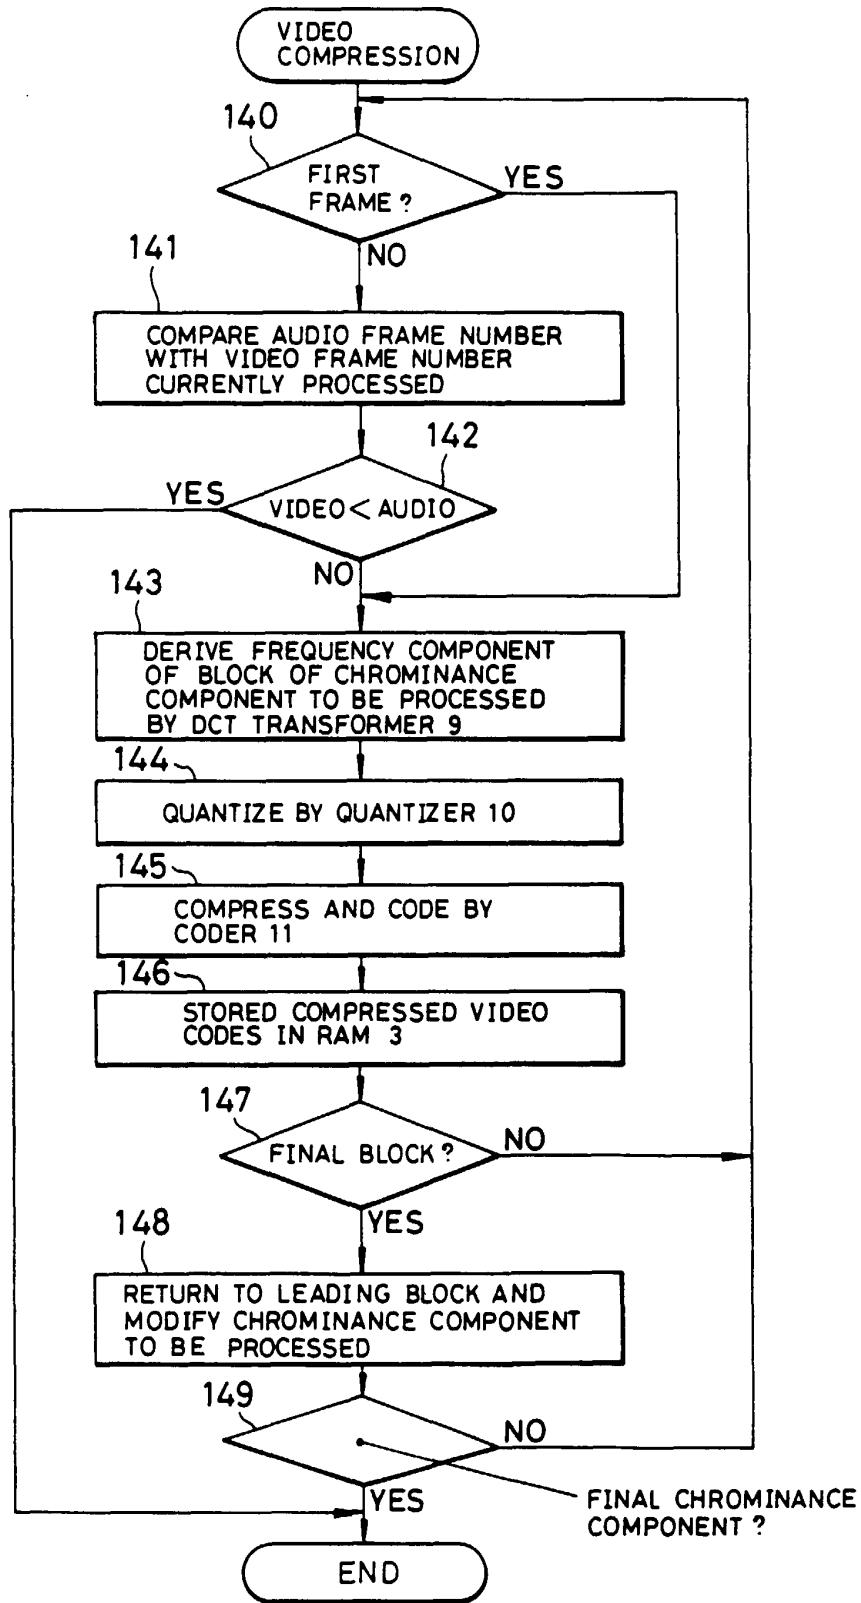 VIDEO
COMPRESSION
140
FIRST
FRAME?
YES
NO
141
COMPARE AUDIO FRAME NUMBER
WITH VIDEO FRAME NUMBER
CURRENTLY PROCESSED
142
YES
VIDEO < AUDIO
NO
143
DERIVE FREQUENCY COMPONENT
OF BLOCK OF CHROMINANCE
COMPONENT TO BE PROCESSED
BY DCT TRANSFORMER 9
144
QUANTIZE BY QUANTIZER 10
145
COMPRESS AND CODE BY
CODER 11
146
STORED COMPRESSED VIDEO
CODES IN RAM 3
147
FINAL BLOCK?
NO
YES
148
RETURN TO LEADING BLOCK AND
MODIFY CHROMINANCE COMPONENT
TO BE PROCESSED
149
NO
YES
FINAL CHROMINANCE
COMPONENT?
END